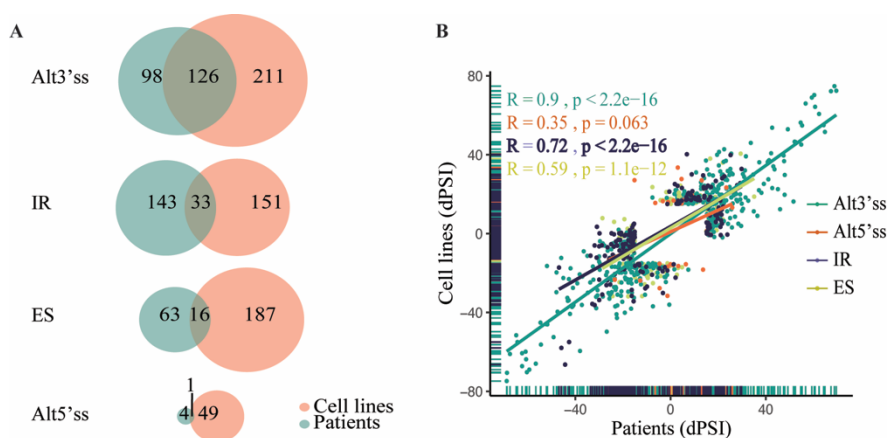 A
Alt3'ss
98
126
211
IR
143
33
151
ES
63
16
187
1
Alt5'ss
4
49
Cell lines
Patients
B
R = 0.9 , p < 2.2e−16
R = 0.35 , p = 0.063
R = 0.72 , p < 2.2e−16
R = 0.59 , p = 1.1e−12
80
40
0
−40
−80
Cell lines (dPSI)
−40
0
40
Patients (dPSI)
Alt3'ss
Alt5'ss
IR
ES